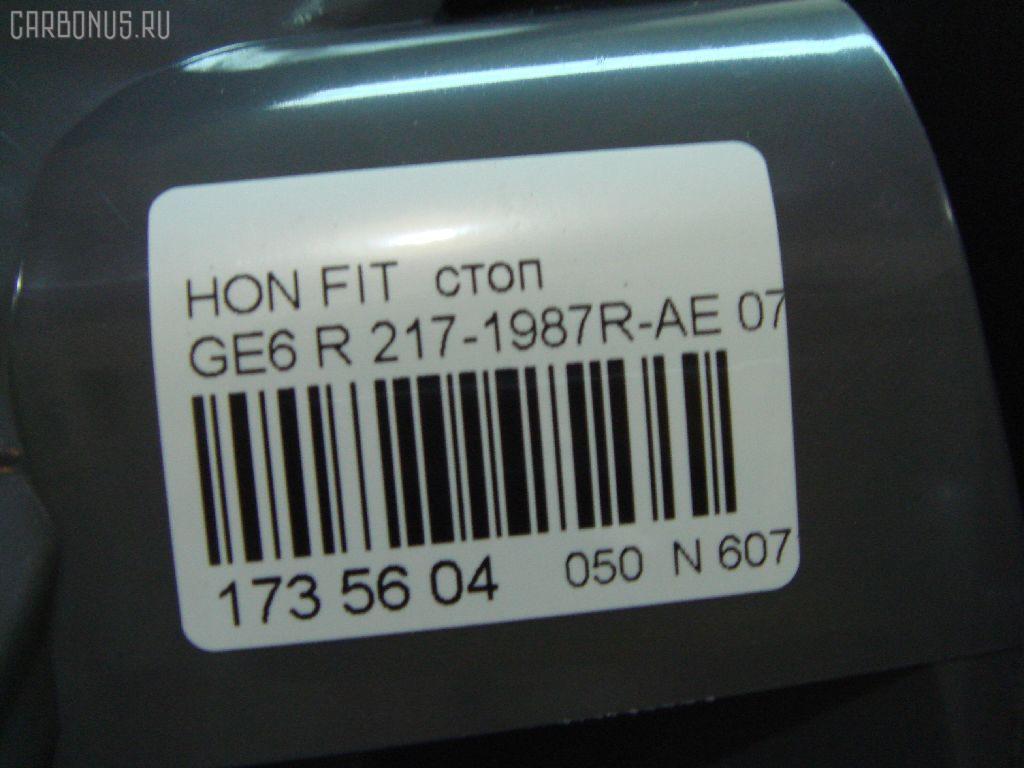 CARBONUS.RU
HON FIT стоп
GE6 R 217-1987R-AE 07
173 56 04 050 N 607